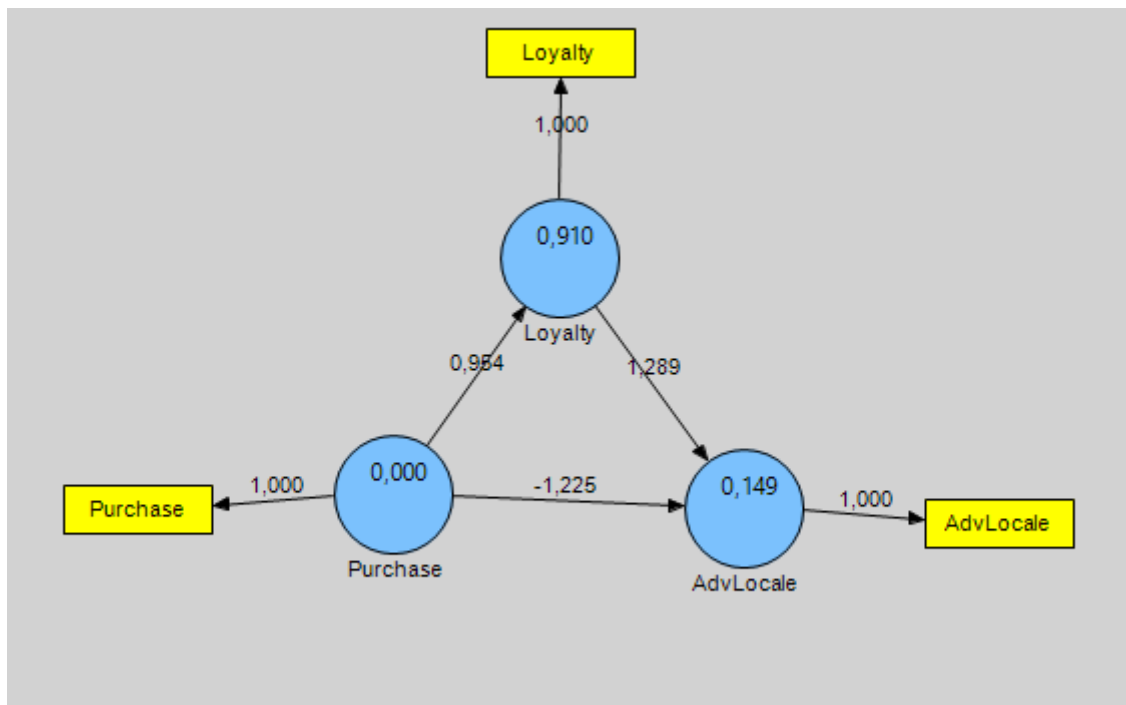 Loyalty
1,000
0,910
Loyalty
0,954
1,289
0,000
0,149
1,000
-1,225
1,000
Purchase
AdvLocale
Purchase
AdvLocale